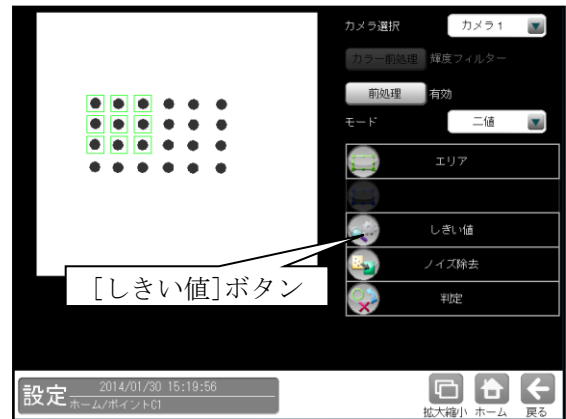 カメラ選択 カメラ1
カラー前処理 輝度フィルター
前処理 有効
モード 二値
エリア
しきい値
[しきい値]ボタン
ノイズ除去
判定
設定 2014/01/30 15:19:56
ホーム/ポイントC1
拡大縮小 ホーム 戻る